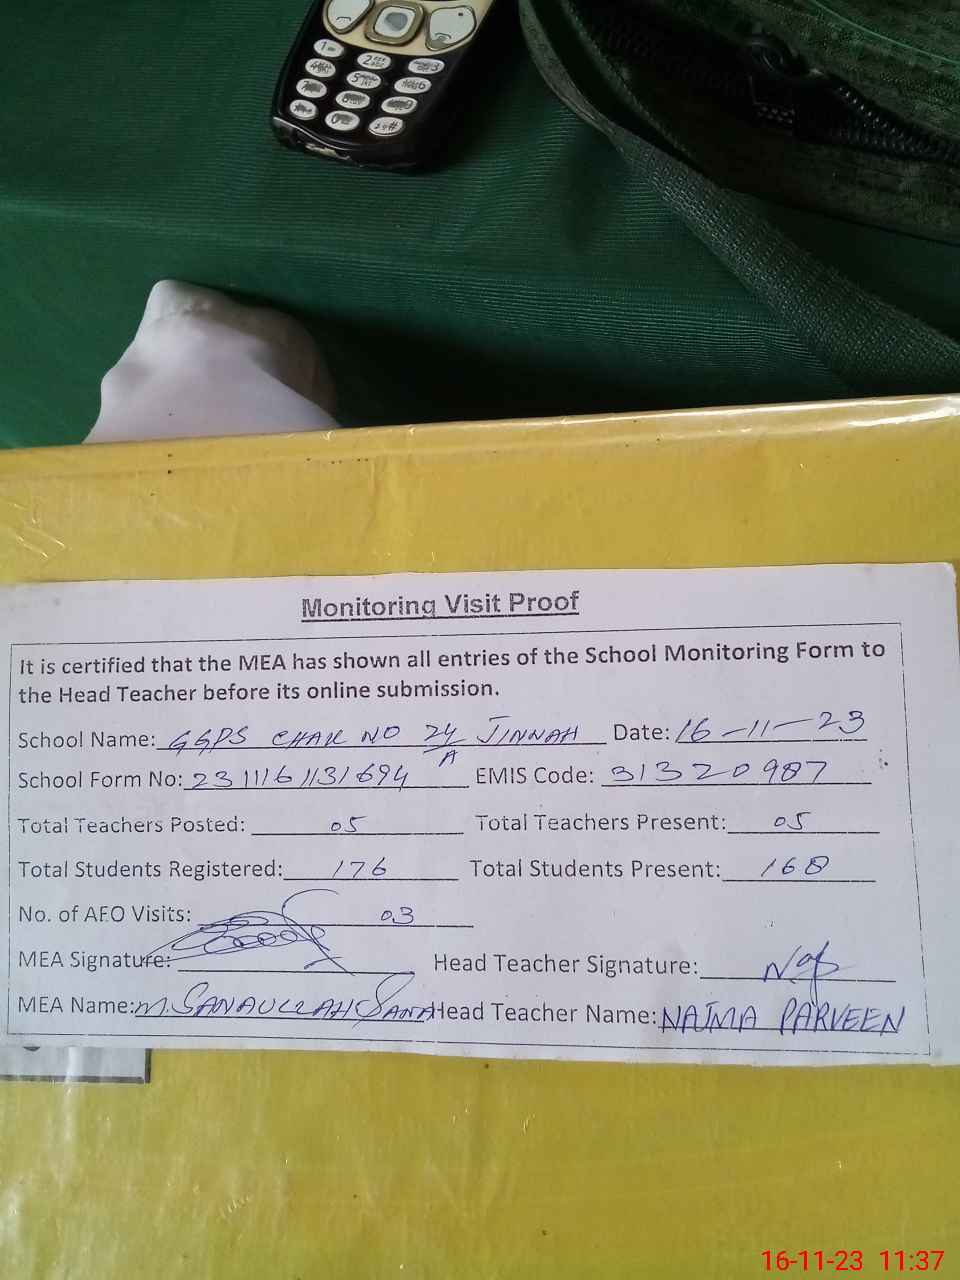 Monitoring Visit Proof
It is certified that the MEA has shown all entries of the School Monitoring Form to
the Head Teacher before its online submission.
School Name: GGPS CHAK NO 24/A JINNAH Date: 16-11-23
School Form No: 231116113 1694 EMIS Code: 31320987
Total Teachers Posted: 05 Total Teachers Present: 05
Total Students Registered: 176 Total Students Present: 168
No. of AEO Visits: 03
MEA Signature: Head Teacher Signature:
MEA Name: M. SANAULLAH SANA Head Teacher Name: NAJMA PARVEEN
16-11-23 11:37